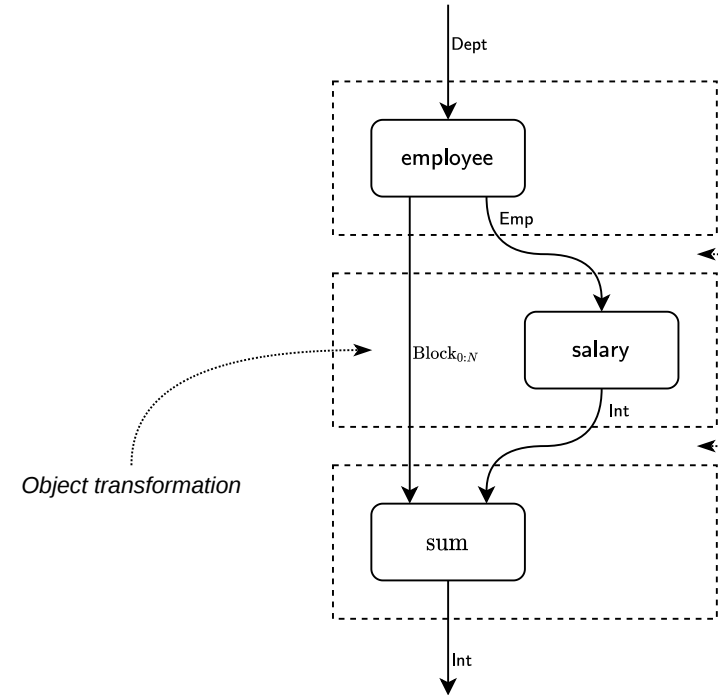 Dept
employee
Emp
Block₀:N
salary
Int
Object transformation
sum
Int